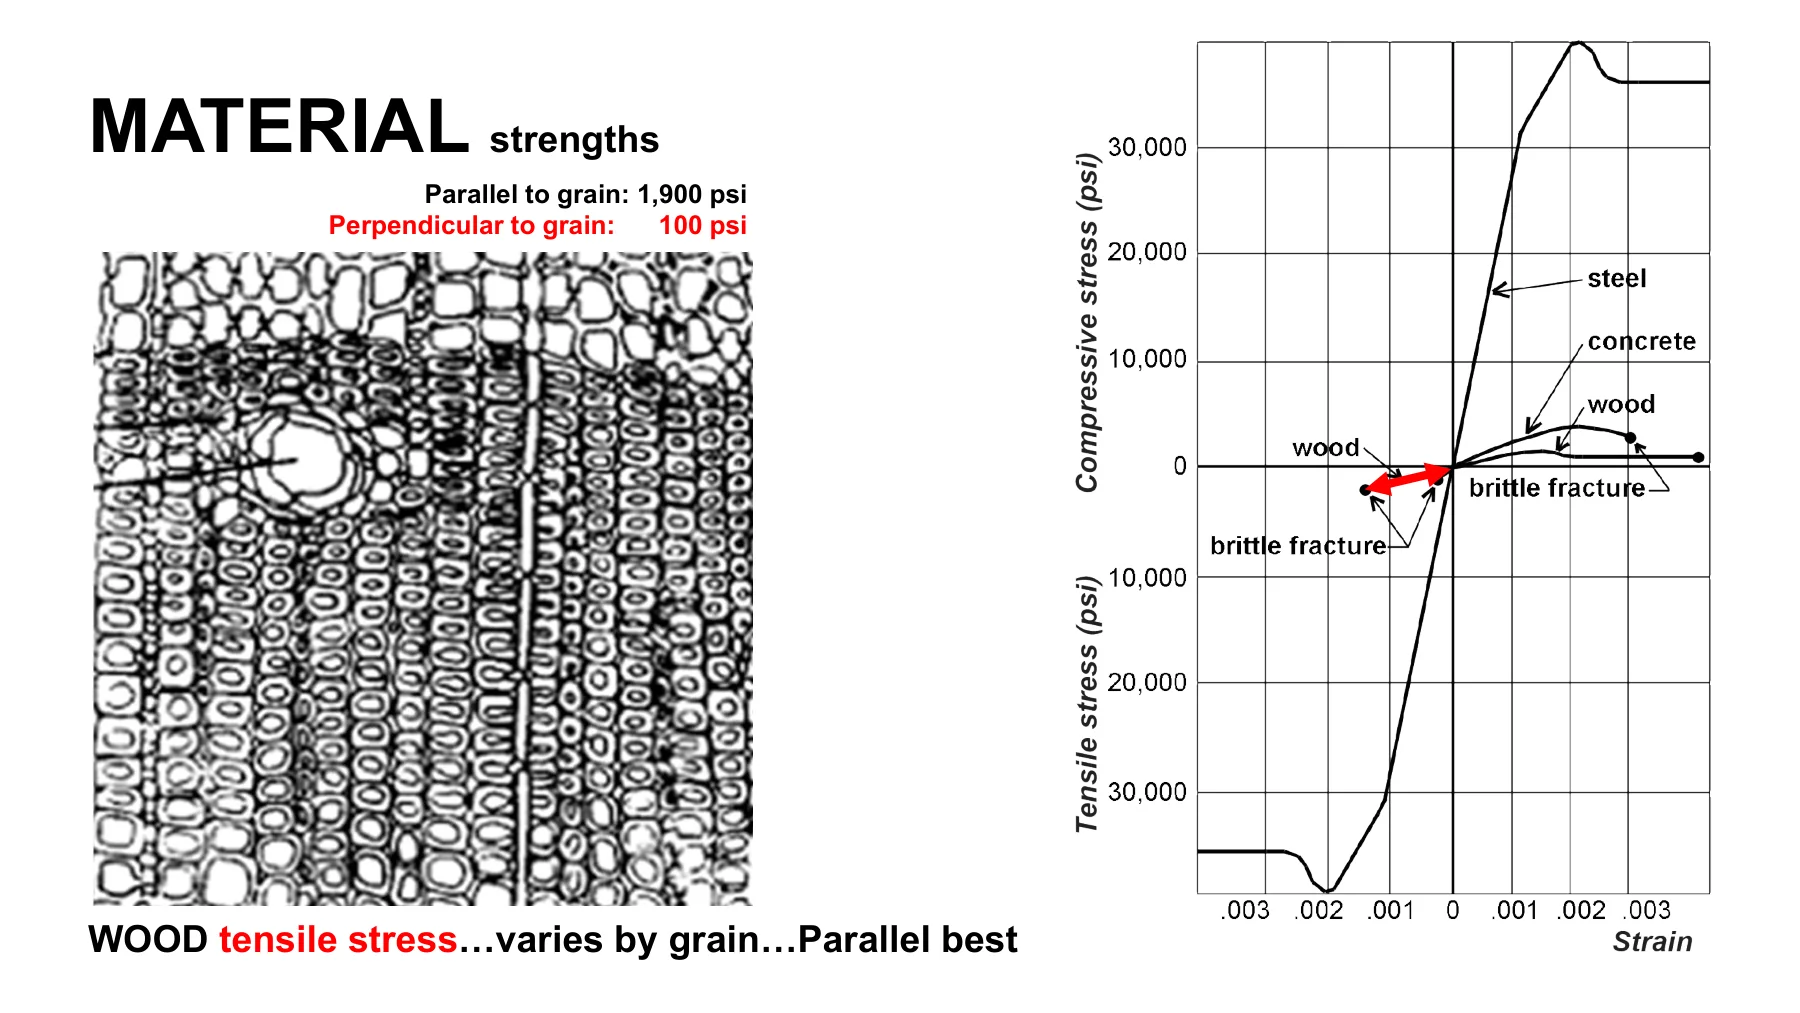 MATERIAL strengths
Parallel to grain: 1,900 psi
Perpendicular to grain: 100 psi
WOOD tensile stress…varies by grain…Parallel best
Compressive stress (psi)
Tensile stress (psi)
30,000
20,000
10,000
0
10,000
20,000
30,000
steel
concrete
wood
wood
brittle fracture
brittle fracture
.003 .002 .001 0 .001 .002 .003
Strain